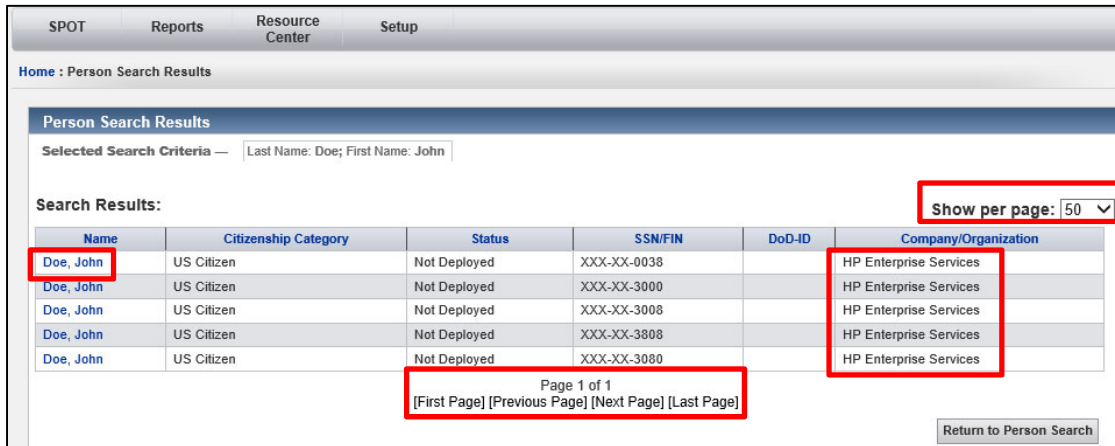 SPOT Reports Resource Center Setup
Home : Person Search Results
Person Search Results
Selected Search Criteria — Last Name: Doe; First Name: John
Search Results: Show per page: 50
Name Citizenship Category Status SSN/FIN DoD-ID Company/Organization
Doe, John US Citizen Not Deployed XXX-XX-0038 HP Enterprise Services
Doe, John US Citizen Not Deployed XXX-XX-3000 HP Enterprise Services
Doe, John US Citizen Not Deployed XXX-XX-3008 HP Enterprise Services
Doe, John US Citizen Not Deployed XXX-XX-3808 HP Enterprise Services
Doe, John US Citizen Not Deployed XXX-XX-3080 HP Enterprise Services
Page 1 of 1
[First Page] [Previous Page] [Next Page] [Last Page]
Return to Person Search